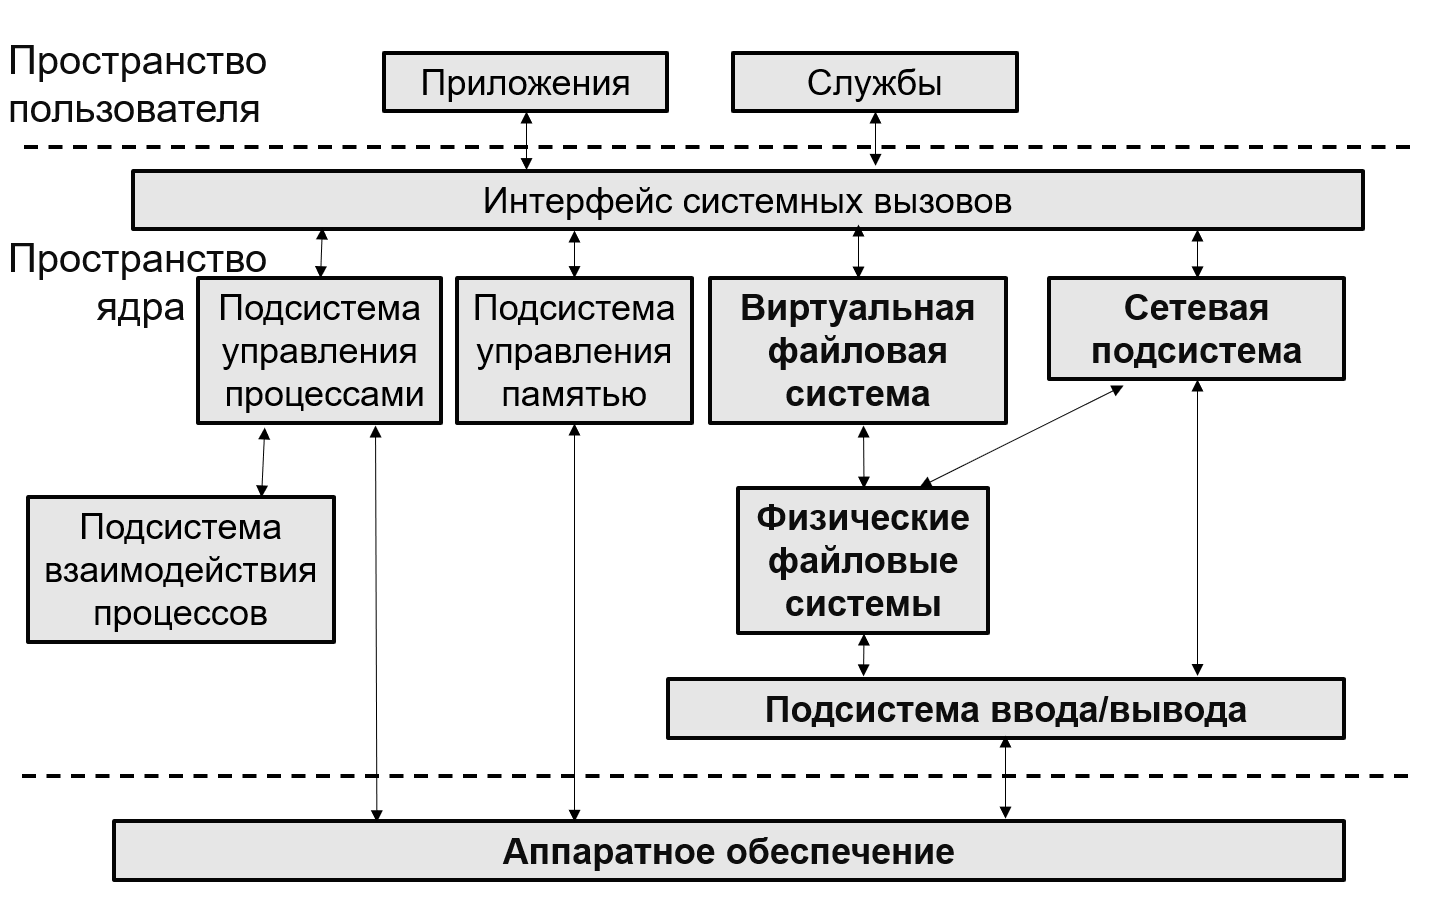 Пространство
пользователя
Приложения
Службы
Интерфейс системных вызовов
Пространство
ядра
Подсистема
управления
процессами
Подсистема
управления
памятью
Виртуальная
файловая
система
Сетевая
подсистема
Подсистема
взаимодействия
процессов
Физические
файловые
системы
Подсистема ввода/вывода
Аппаратное обеспечение